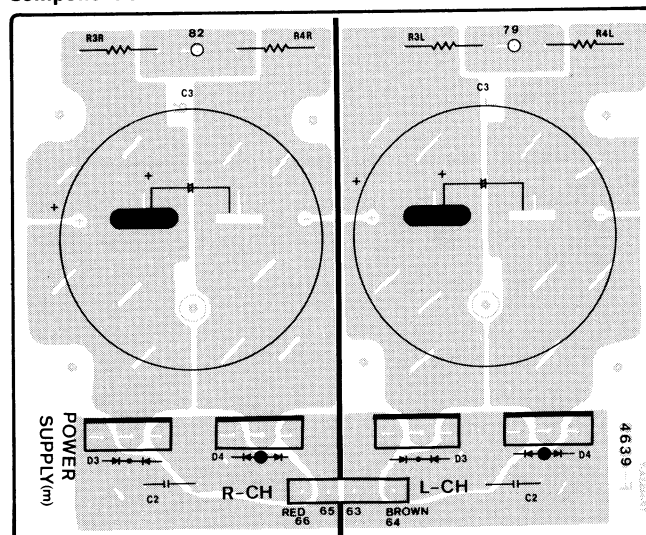 R3R 82 R4R R3L 79 R4L
C3 C3
+ +
+ +
POWER SUPPLY(m)
D3 D4 D3 D4
4639
C2 R-CH L-CH C2
RED 65 63 BROWN
66 64